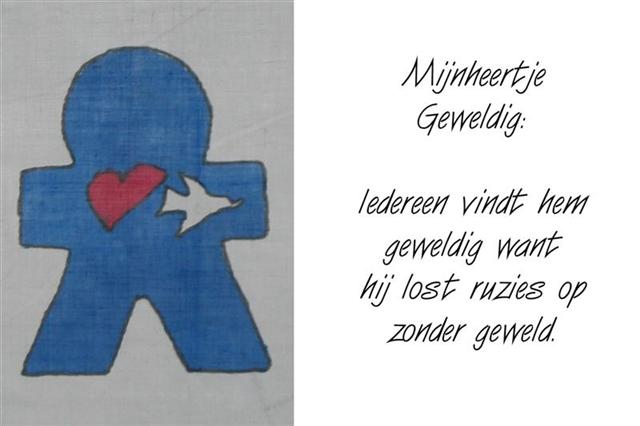 Mijnheertje
Geweldig:
Iedereen vindt hem
geweldig want
hij lost ruzies op
zonder geweld.